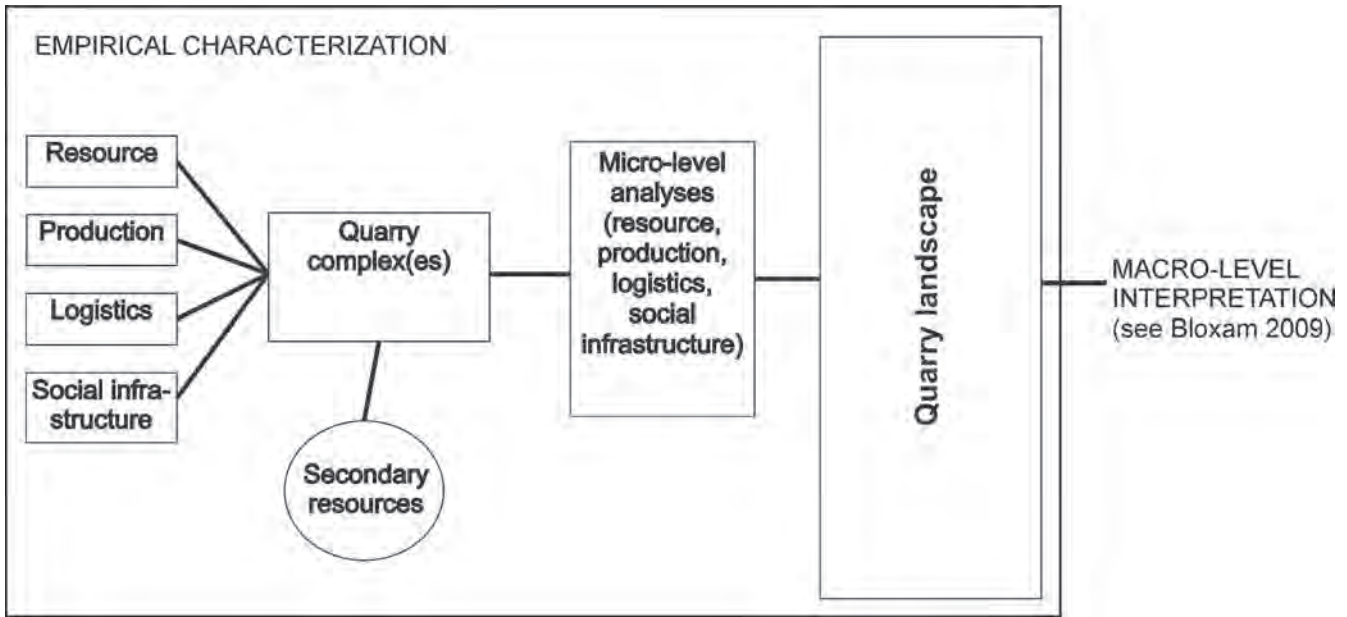 EMPIRICAL CHARACTERIZATION
Resource
Production
Logistics
Social infra-
structure
Quarry
complex(es)
Secondary
resources
Micro-level
analyses
(resource,
production,
logistics,
social
infrastructure)
Quarry landscape
MACRO-LEVEL
INTERPRETATION
(see Bloxam 2009)